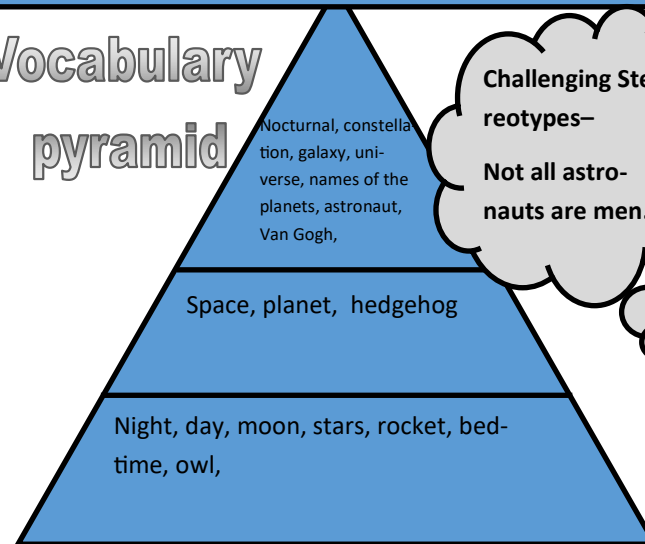 Vocabulary
pyramid
Nocturnal, constella-
tion, galaxy, uni-
verse, names of the
planets, astronaut,
Van Gogh,
Challenging Ste
reotypes–
Not all astro-
nauts are men.
Space, planet, hedgehog
Night, day, moon, stars, rocket, bed-
time, owl,